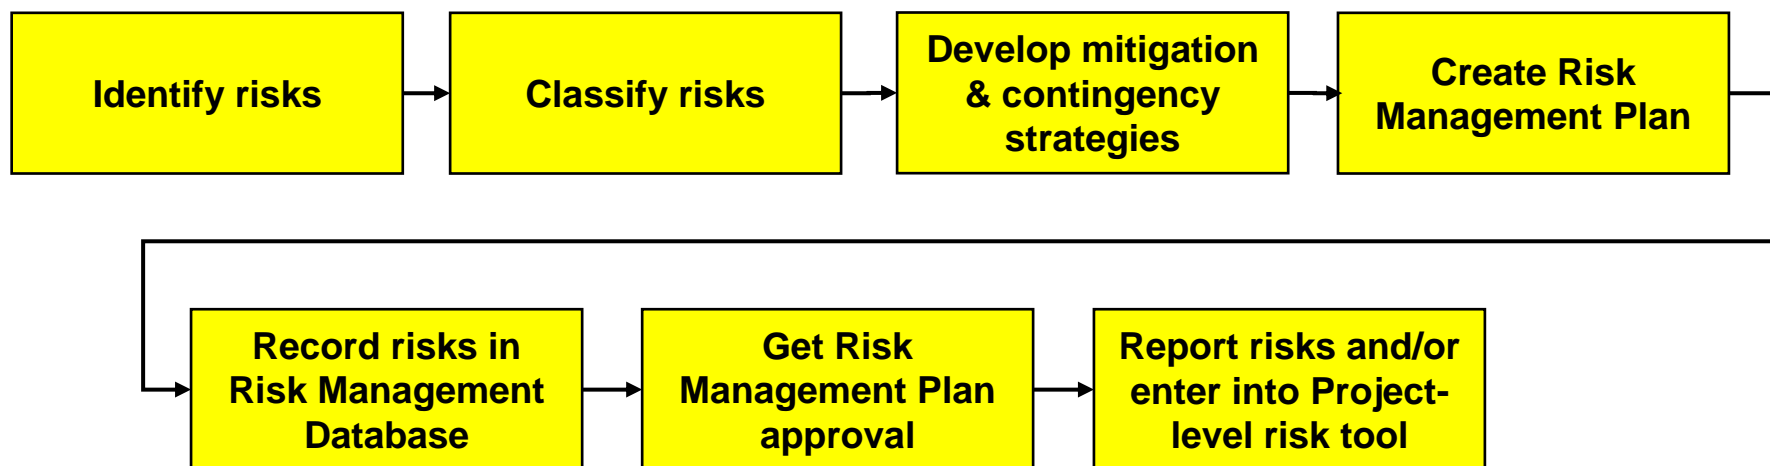 Identify risks
Classify risks
Develop mitigation
& contingency
strategies
Create Risk
Management Plan
Record risks in
Risk Management
Database
Get Risk
Management Plan
approval
Report risks and/or
enter into Project-
level risk tool